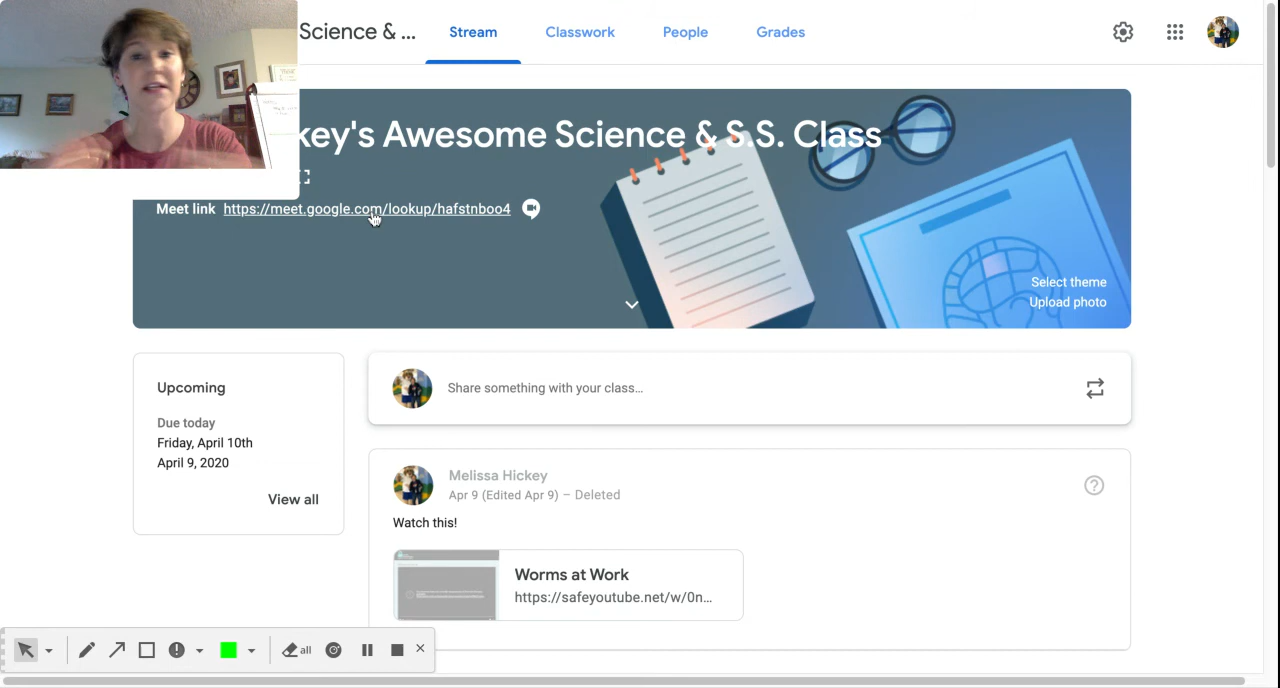 Science & ...
Stream
Classwork
People
Grades
key's Awesome Science & S.S. Class
Meet link https://meet.google.com/lookup/hafstnboo4
Select theme
Upload photo
Upcoming
Due today
Friday, April 10th
April 9, 2020
View all
Share something with your class...
Melissa Hickey
Apr 9 (Edited Apr 9) – Deleted
Watch this!
Worms at Work
https://safeyoutube.net/w/0n...
all